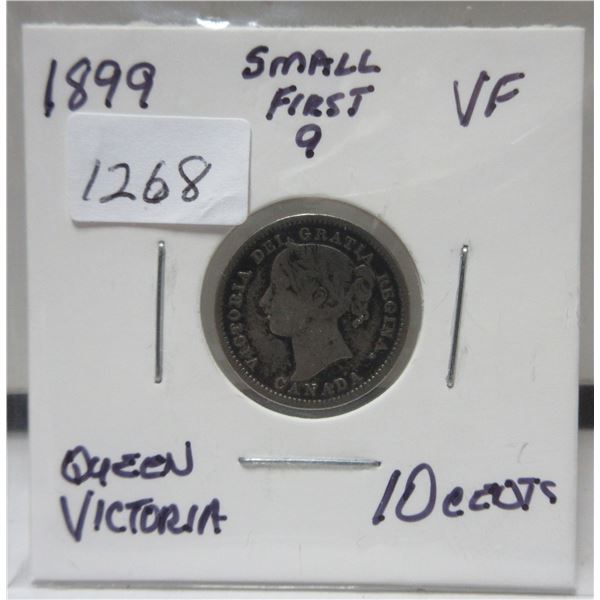 1899
SMALL
FIRST
9
VF
1268
VICTORIA DEI GRATIA REGINA.
CANADA
QUEEN
VICTORIA
10 CENTS